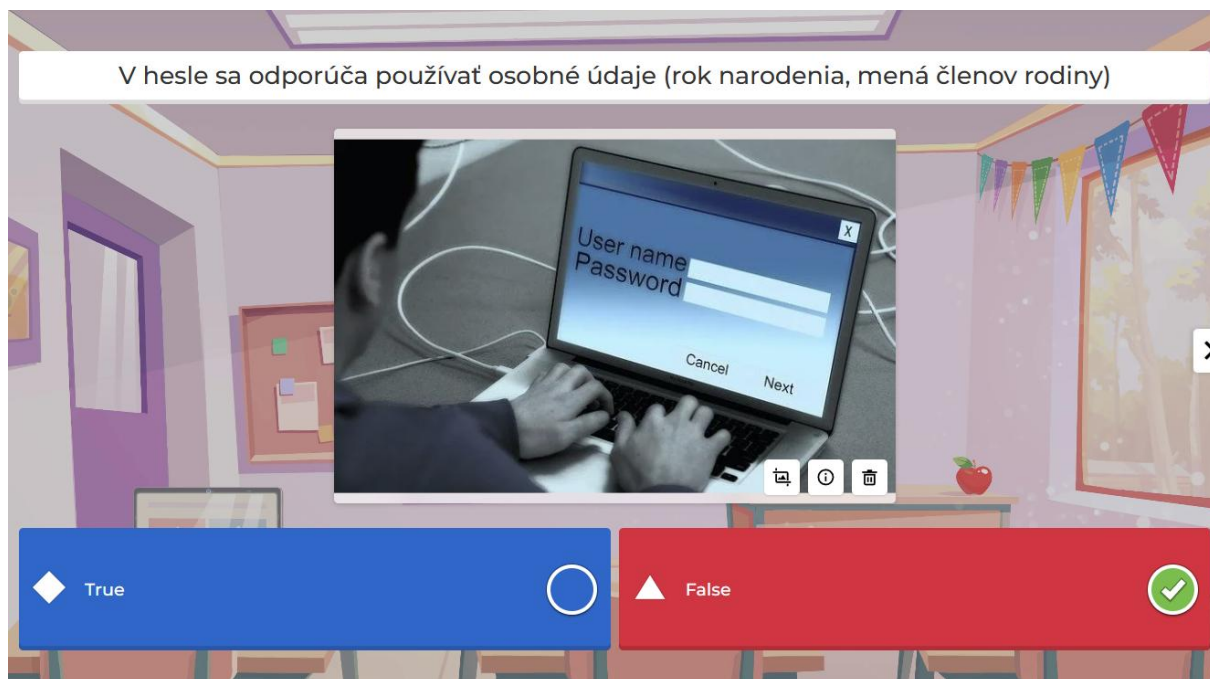 V hesle sa odporúča používať osobné údaje (rok narodenia, mená členov rodiny)
X
User name
Password
Cancel
Next
True
False